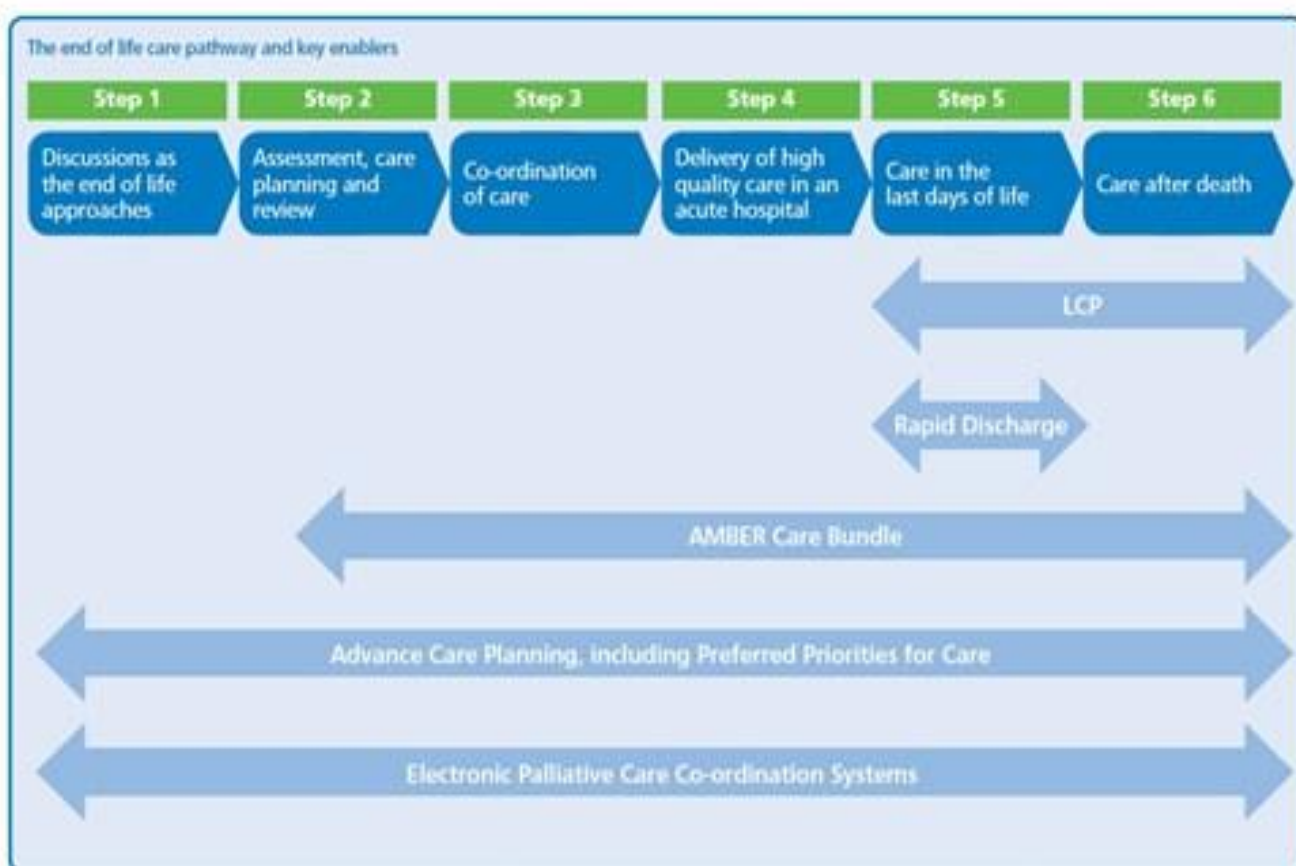 The end of life care pathway and key enablers
Step 1
Step 2
Step 3
Step 4
Step 5
Step 6
Discussions as
the end of life
approaches
Assessment, care
planning and
review
Co-ordination
of care
Delivery of high
quality care in an
acute hospital
Care in the
last days of life
Care after death
LCP
Rapid Discharge
AMBER Care Bundle
Advance Care Planning, including Preferred Priorities for Care
Electronic Palliative Care Co-ordination Systems